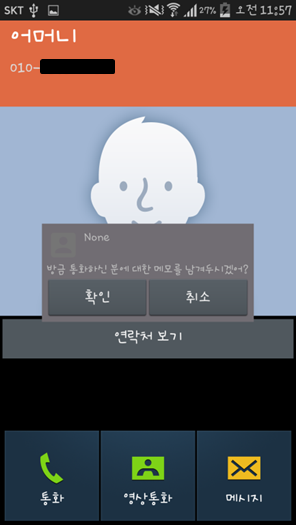 SKT 27% 오전 11:57
어머니
010-
None
방금 통화하신 분에 대한 메모를 남겨두시겠어?
확인 취소
연락처 보기
통화 영상통화 메시지